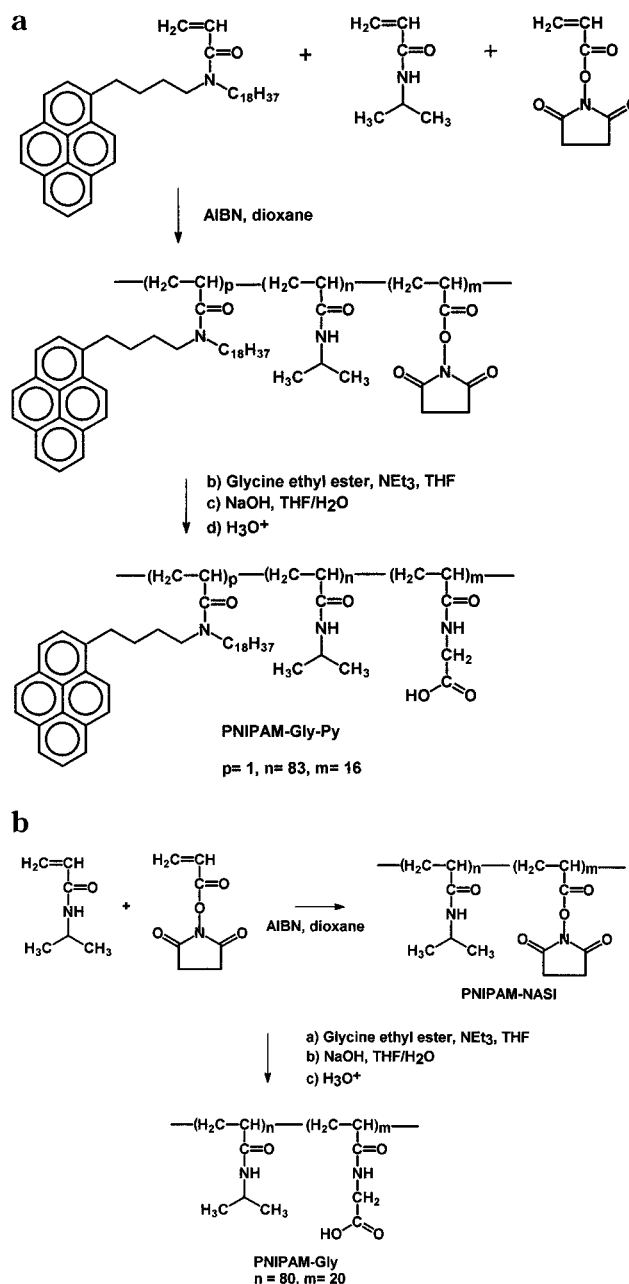 a
H2C=CH H2C=CH H2C=CH
C=O + C=O + C=O
N NH O
C18H37 H3C CH3 O N O
AIBN, dioxane
(H2C—CH)p (H2C—CH)n (H2C—CH)m
C=O C=O C=O
N NH O
C18H37 H3C CH3 O N O
b) Glycine ethyl ester, NEt3, THF
c) NaOH, THF/H2O
d) H3O+
(H2C—CH)p (H2C—CH)n (H2C—CH)m
C=O C=O C=O
N NH NH
C18H37 H3C CH3 CH2
HO C O
PNIPAM-Gly-Py
p= 1, n= 83, m= 16
b
H2C=CH H2C=CH (H2C—CH)n (H2C—CH)m
C=O + C=O C=O C=O
NH O AIBN, dioxane NH O
H3C CH3 O N O H3C CH3 O N O
PNIPAM-NASI
a) Glycine ethyl ester, NEt3, THF
b) NaOH, THF/H2O
c) H3O+
(H2C—CH)n (H2C—CH)m
C=O C=O
NH NH
H3C CH3 CH2
HO C O
PNIPAM-Gly
n = 80, m= 20